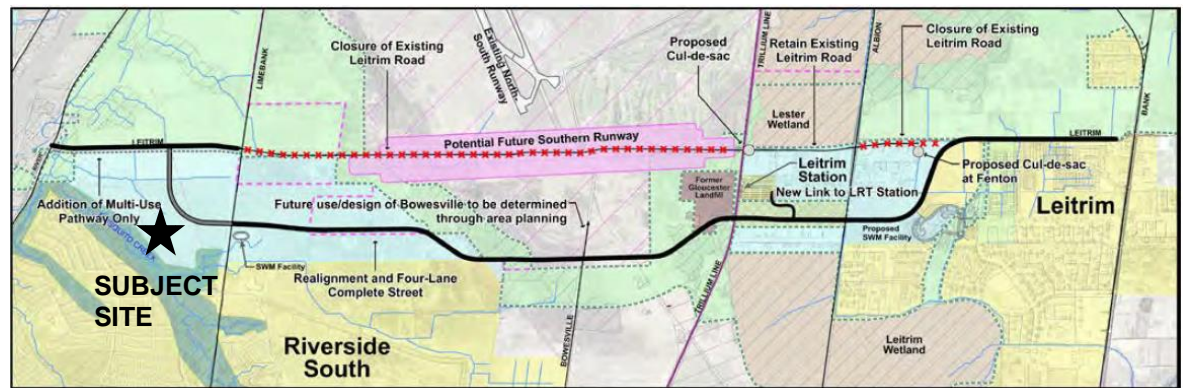 Closure of Existing
Leitrim Road
LIMEBANK
Existing North-
South Runway
Proposed
Cul-de-sac
TRILLIUM LINE
Retain Existing
Leitrim Road
ALBION
Closure of Existing
Leitrim Road
BANK
LEITRIM
Potential Future Southern Runway
Lester
Wetland
LEITRIM
Proposed Cul-de-sac
at Fenton
Leitrim
Station
New Link to LRT Station
Former
Gloucester
Landfill
Addition of Multi-Use
Pathway Only
Future use/design of Bowesville to be determined
through area planning
Leitrim
Proposed
SWM Facility
SWM Facility
Realignment and Four-Lane
Complete Street
SUBJECT
SITE
TRILLIUM LINE
BOWESVILLE
Riverside
South
Leitrim
Wetland